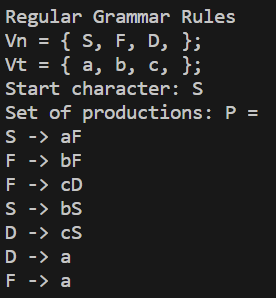 Regular Grammar Rules
Vn = { S, F, D, };
Vt = { a, b, c, };
Start character: S
Set of productions: P =
S -> aF
F -> bF
F -> cD
S -> bS
D -> cS
D -> a
F -> a